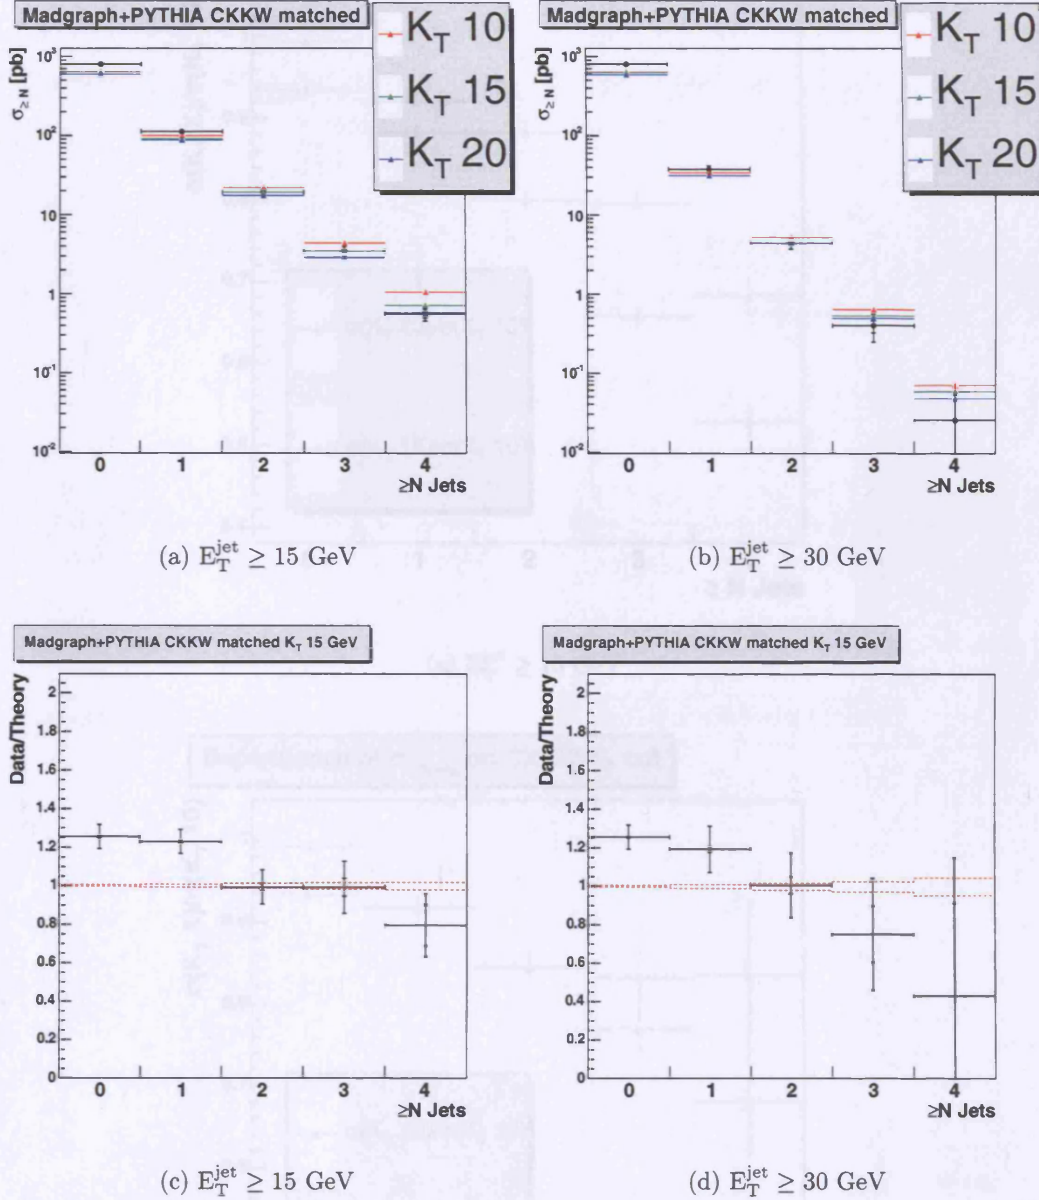 Madgraph+PYTHIA CKKW matched
K_T 10
K_T 15
K_T 20
σ≥N [pb]
10³
10²
10
1
10⁻¹
10⁻²
0 1 2 3 4
≥N Jets
(a) E_T^jet ≥ 15 GeV
Madgraph+PYTHIA CKKW matched
K_T 10
K_T 15
K_T 20
σ≥N [pb]
10³
10²
10
1
10⁻¹
10⁻²
0 1 2 3 4
≥N Jets
(b) E_T^jet ≥ 30 GeV
Madgraph+PYTHIA CKKW matched K_T 15 GeV
Data/Theory
2
1.8
1.6
1.4
1.2
1
0.8
0.6
0.4
0.2
0
0 1 2 3 4
≥N Jets
(c) E_T^jet ≥ 15 GeV
Madgraph+PYTHIA CKKW matched K_T 15 GeV
Data/Theory
2
1.8
1.6
1.4
1.2
1
0.8
0.6
0.4
0.2
0
0 1 2 3 4
≥N Jets
(d) E_T^jet ≥ 30 GeV